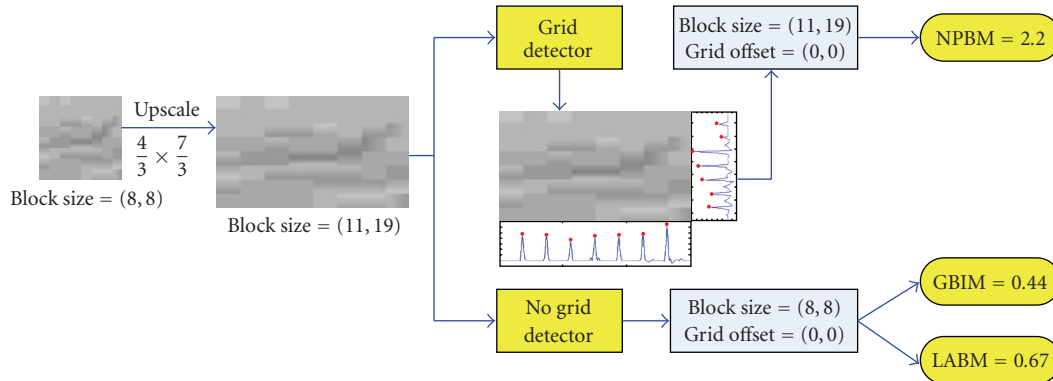 Upscale
4/3 × 7/3
Block size = (8, 8)
Block size = (11, 19)
Grid
detector
Block size = (11, 19)
Grid offset = (0, 0)
NPBM = 2.2
No grid
detector
Block size = (8, 8)
Grid offset = (0, 0)
GBIM = 0.44
LABM = 0.67